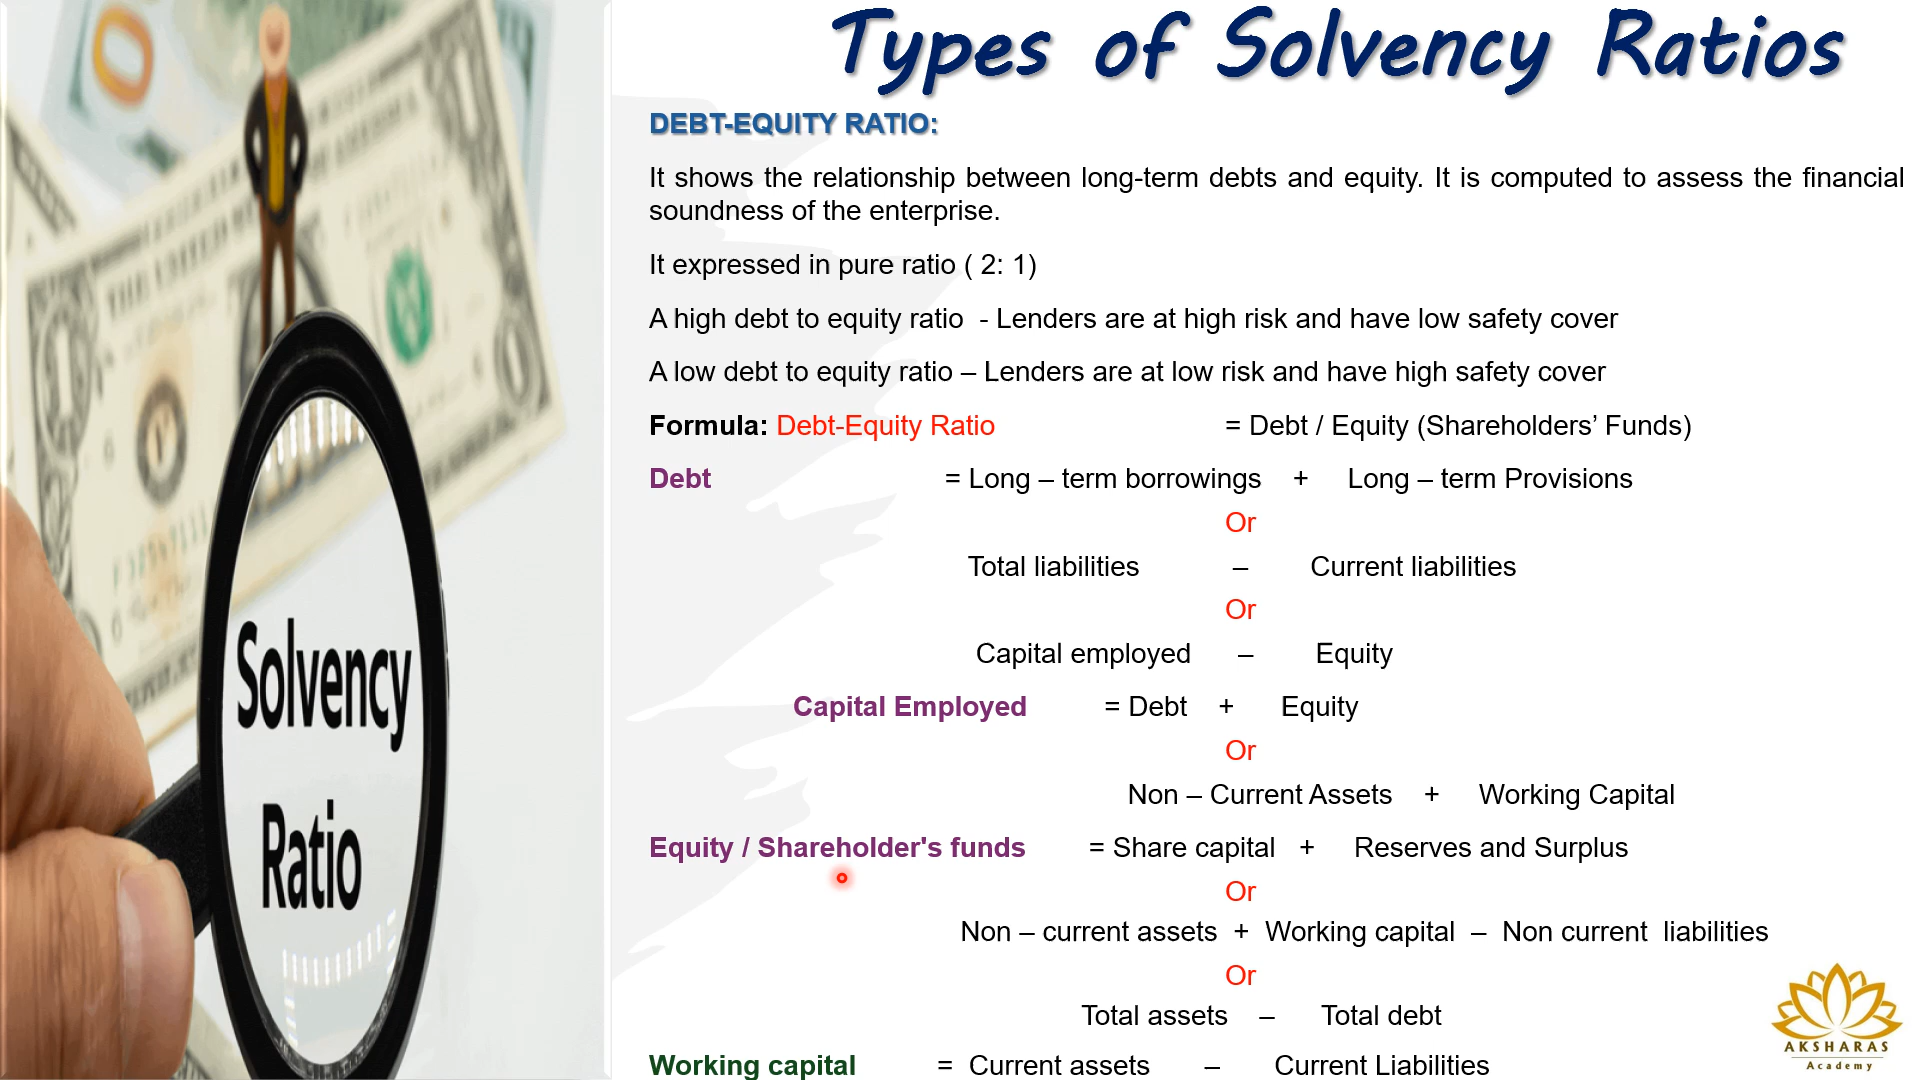 Types of Solvency Ratios
DEBT-EQUITY RATIO:
It shows the relationship between long-term debts and equity. It is computed to assess the financial
soundness of the enterprise.
It expressed in pure ratio ( 2: 1)
A high debt to equity ratio - Lenders are at high risk and have low safety cover
A low debt to equity ratio – Lenders are at low risk and have high safety cover
Formula: Debt-Equity Ratio = Debt / Equity (Shareholders’ Funds)
Debt = Long – term borrowings + Long – term Provisions
Or
Total liabilities – Current liabilities
Or
Capital employed – Equity
Capital Employed = Debt + Equity
Or
Non – Current Assets + Working Capital
Equity / Shareholder's funds = Share capital + Reserves and Surplus
Or
Non – current assets + Working capital – Non current liabilities
Or
Total assets – Total debt
Working capital = Current assets – Current Liabilities
Solvency
Ratio
AKSHARAS
Academy